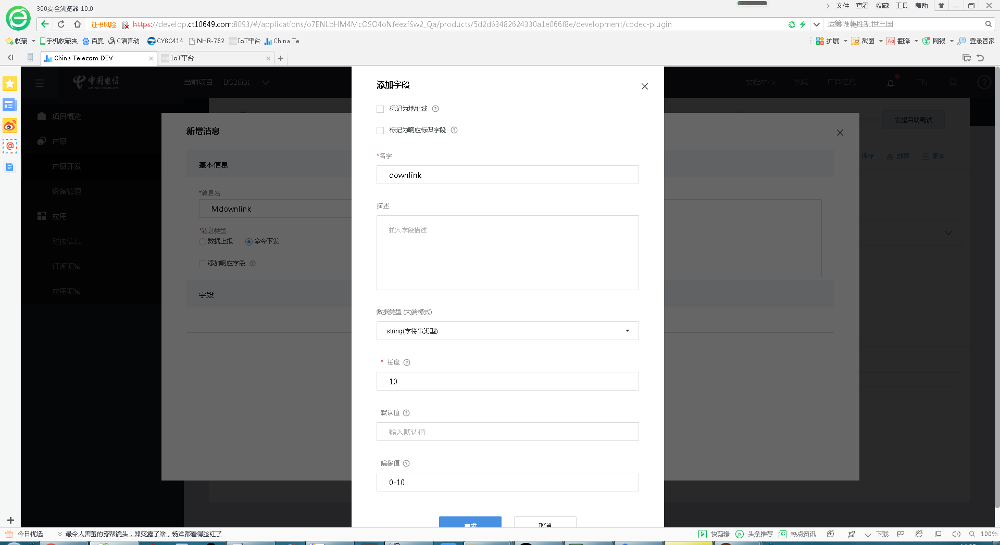 360安全浏览器 10.0
文件 查看 收藏 工具 帮助
证书风险 https://develop.ct10649.com:8093/#/applications/o7ENLbHM4McOSO4oNfeezfSw2_Qa/products/5d2d63482624330a1e066f8e/development/codec-plugin
运筹帷幄胜乱世三国
收藏 手机收藏夹 百度 C语言动 CY8C414 NHR-762 IoT平台 China Te
扩展 截图 Aa 翻译 网银 登录管家
China Telecom DEV
IoT平台
中国电信
CHINA TELECOM
当前项目: BC26iot
文档中心 论坛 厂商信息 EN
项目概览
产品
产品开发
设备管理
应用
对接信息
订阅调试
应用调试
发起自助测试
保存 部署 更多
新增消息
基本信息
*消息名
Mdownlink
*消息类型
数据上报 命令下发
添加响应字段
字段
添加字段
标记为地址域
标记为响应标识字段
*名字
downlink
描述
输入字段描述
数据类型 (大端模式)
string(字符串类型)
* 长度
10
默认值
输入默认值
偏移值
0-10
完成 取消
今日优选 最令人害羞的穿帮镜头，郑爽露了啥，杨洋都看得脸红了
快剪辑 头条推荐 热点资讯 下载 100%